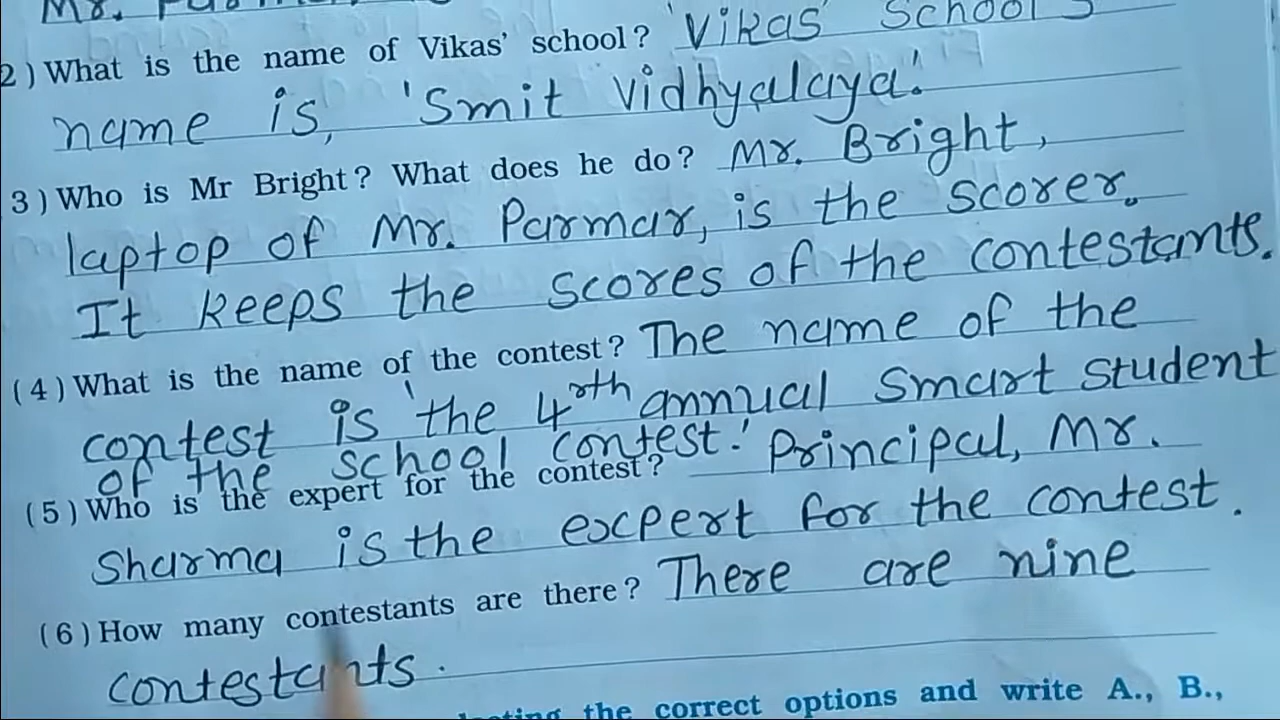 Mr.
2) What is the name of Vikas' school? 'Vikas' School's
name is, 'Smit Vidhyalaya.'
3) Who is Mr Bright? What does he do? Mr. Bright,
laptop of Mr. Parmar, is the scorer.
It keeps the scores of the contestants.
(4) What is the name of the contest? The name of the
contest is 'the 4rth annual Smart Student
of the school contest.'
(5) Who is the expert for the contest? Principal, Mr.
Sharma is the expert for the contest.
(6) How many contestants are there? There are nine
contestants.
the correct options and write A., B.,